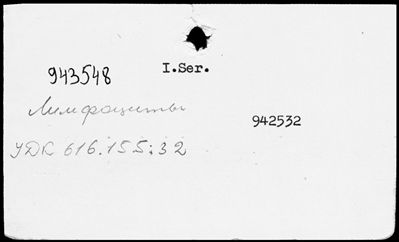 I.Ser.
943548
Лимфоциты
942532
УДК 616.155:32